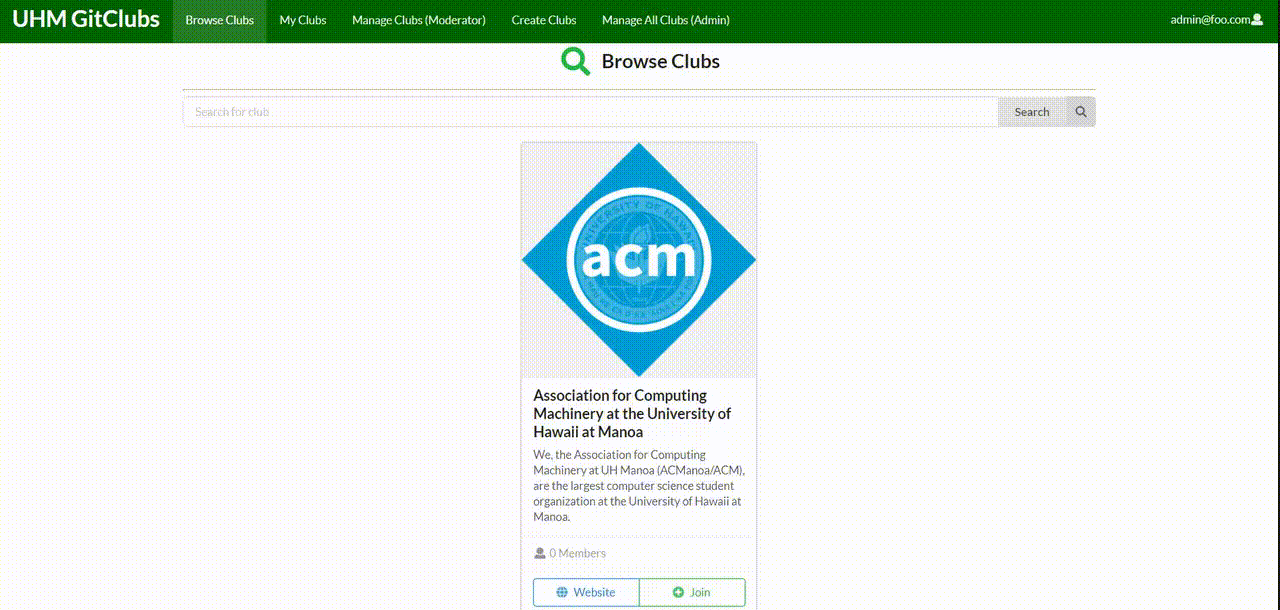 UHM GitClubs Browse Clubs My Clubs Manage Clubs (Moderator) Create Clubs Manage All Clubs (Admin) admin@foo.com
Browse Clubs
Search for club Search
UNIVERSITY OF HAWAII
acm
Association for Computing
Machinery at the University of
Hawaii at Manoa
We, the Association for Computing
Machinery at UH Manoa (ACManoa/ACM),
are the largest computer science student
organization at the University of Hawaii at
Manoa.
0 Members
Website Join